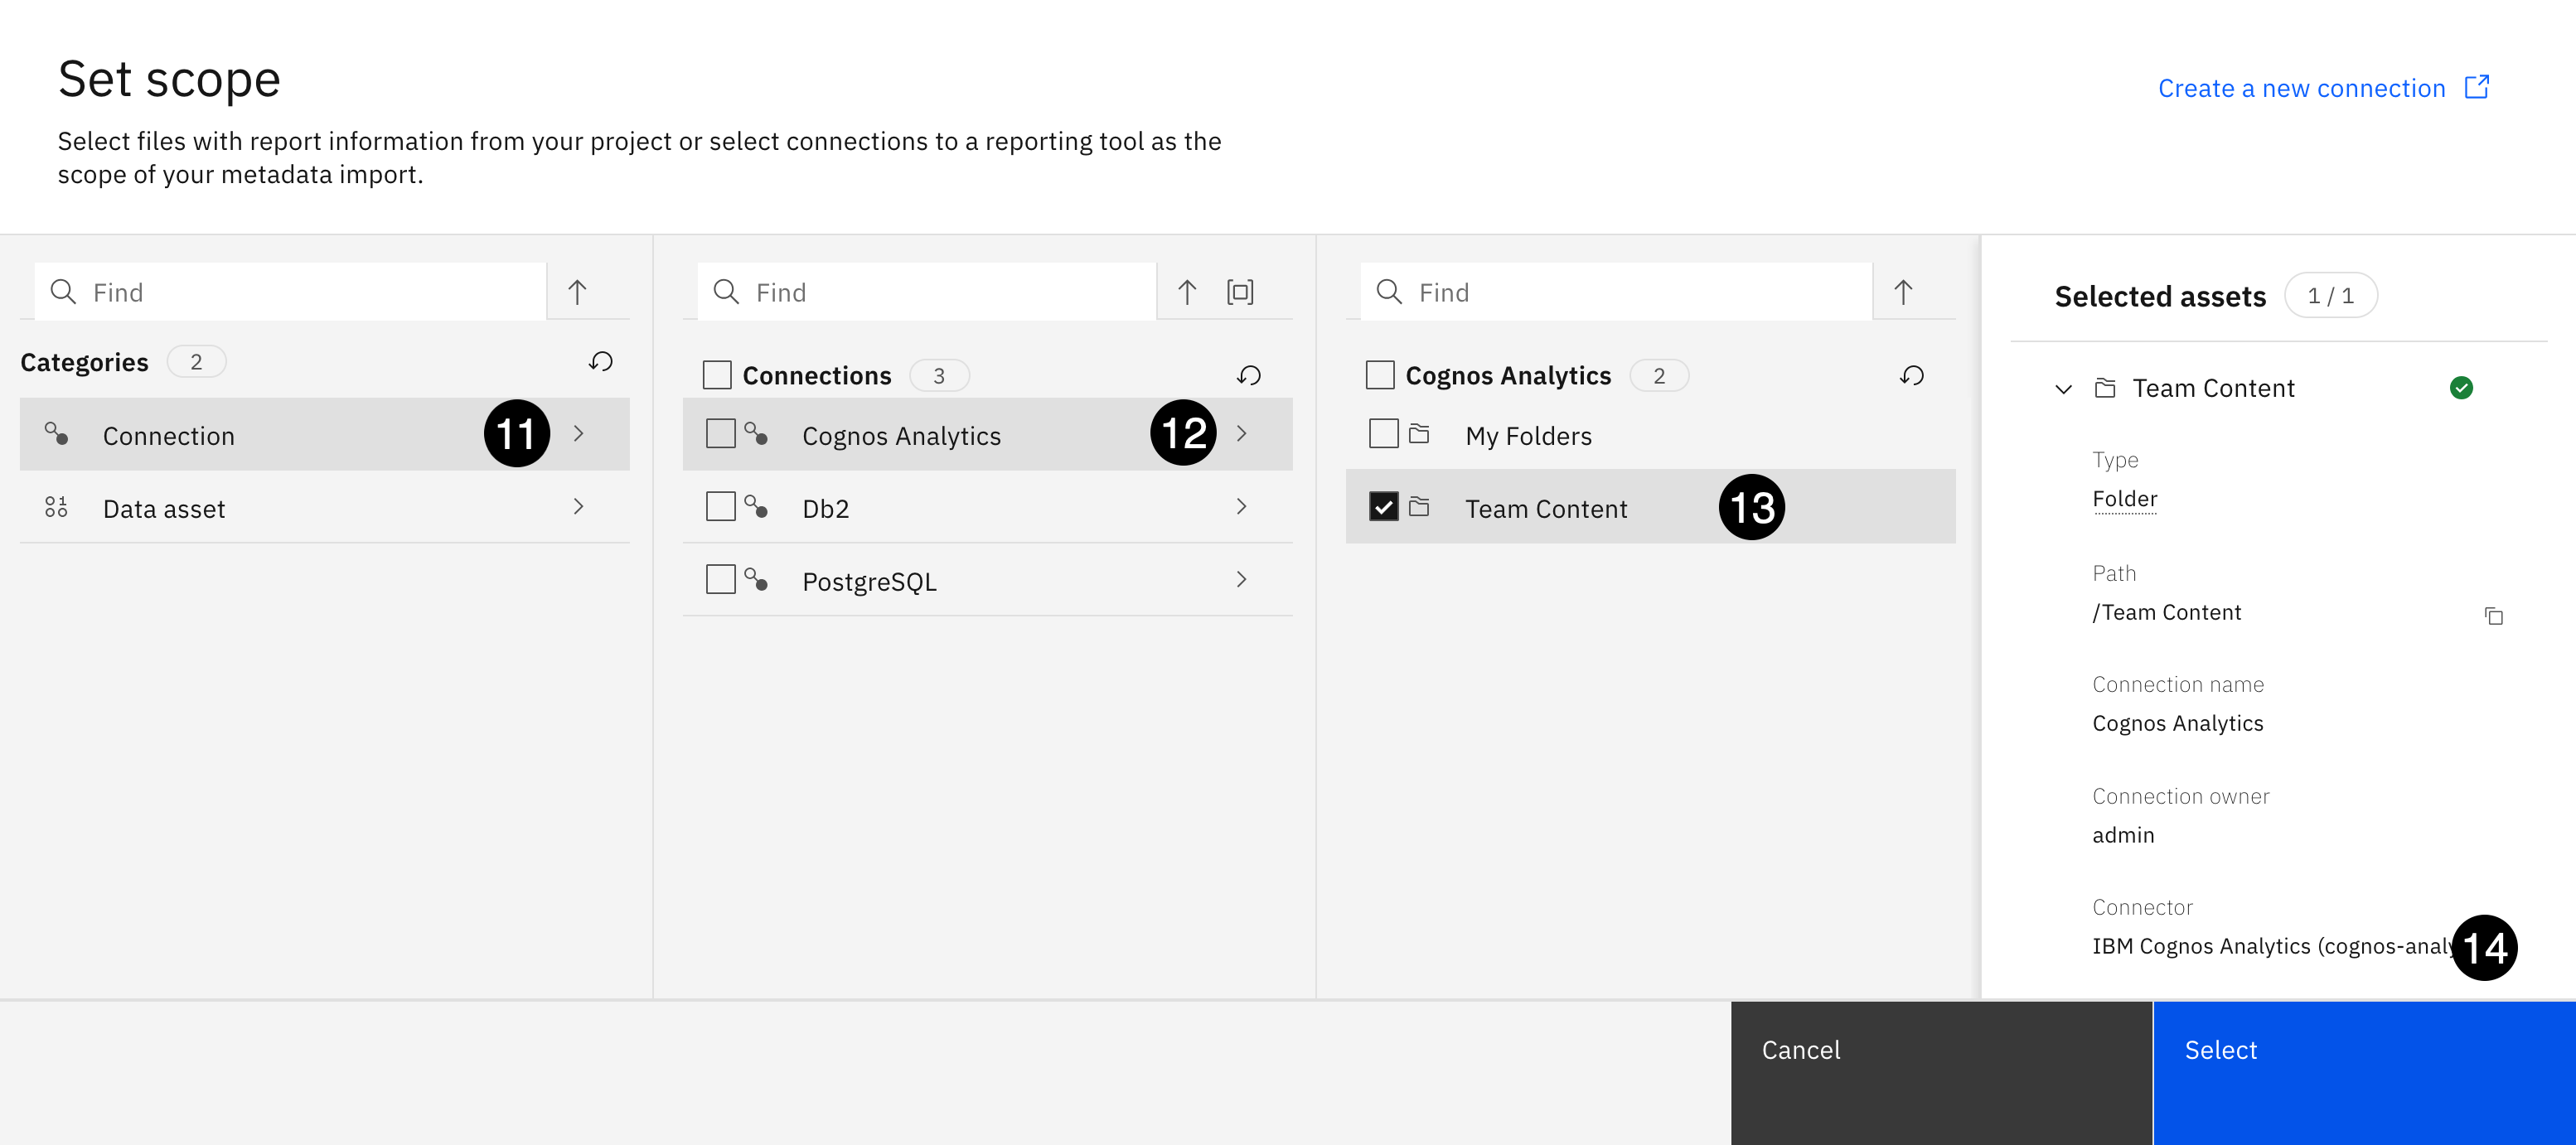 Set scope
Create a new connection
Select files with report information from your project or select connections to a reporting tool as the
scope of your metadata import.
Find
Categories 2
Connection 11
Data asset
Find
Connections 3
Cognos Analytics 12
Db2
PostgreSQL
Find
Cognos Analytics 2
My Folders
Team Content 13
Selected assets 1 / 1
Team Content
Type
Folder
Path
/Team Content
Connection name
Cognos Analytics
Connection owner
admin
Connector
IBM Cognos Analytics (cognos-analy
14
Cancel
Select